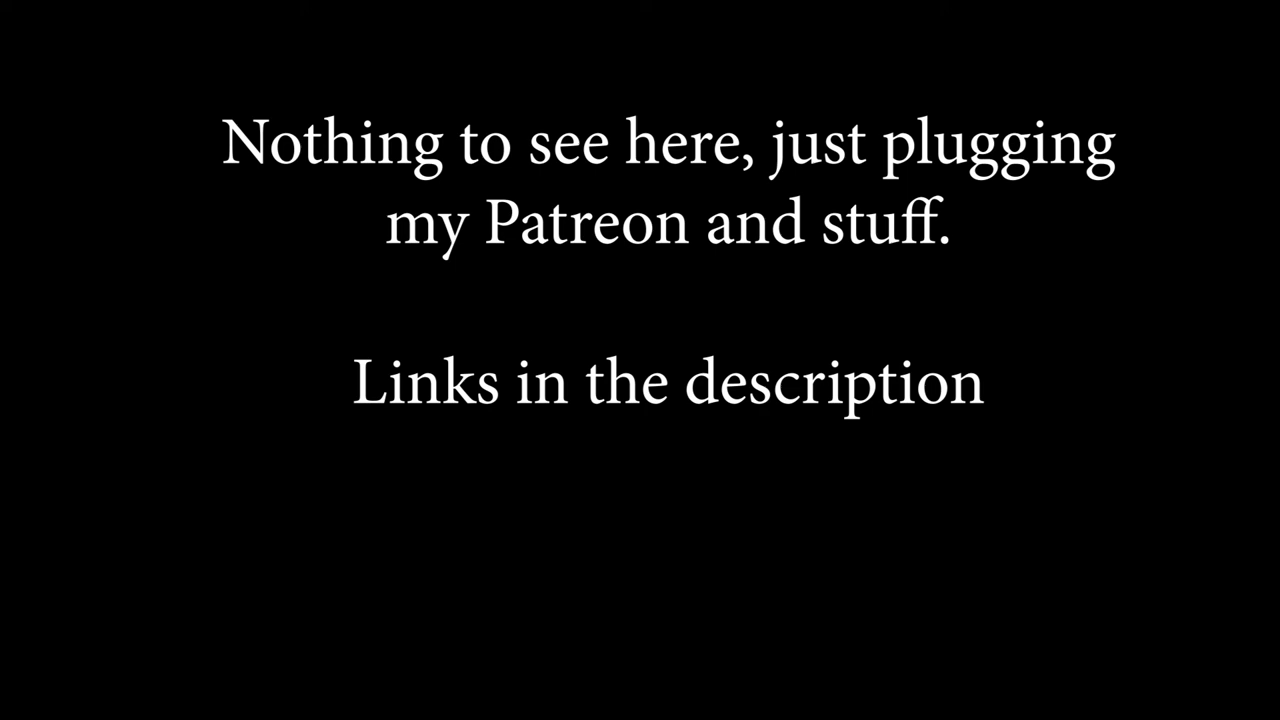 Nothing to see here, just plugging
my Patreon and stuff.
Links in the description